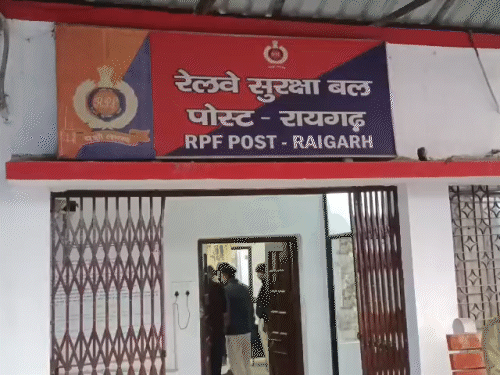 रेलवे सुरक्षा बल
पोस्ट - रायगढ़
RPF POST - RAIGARH